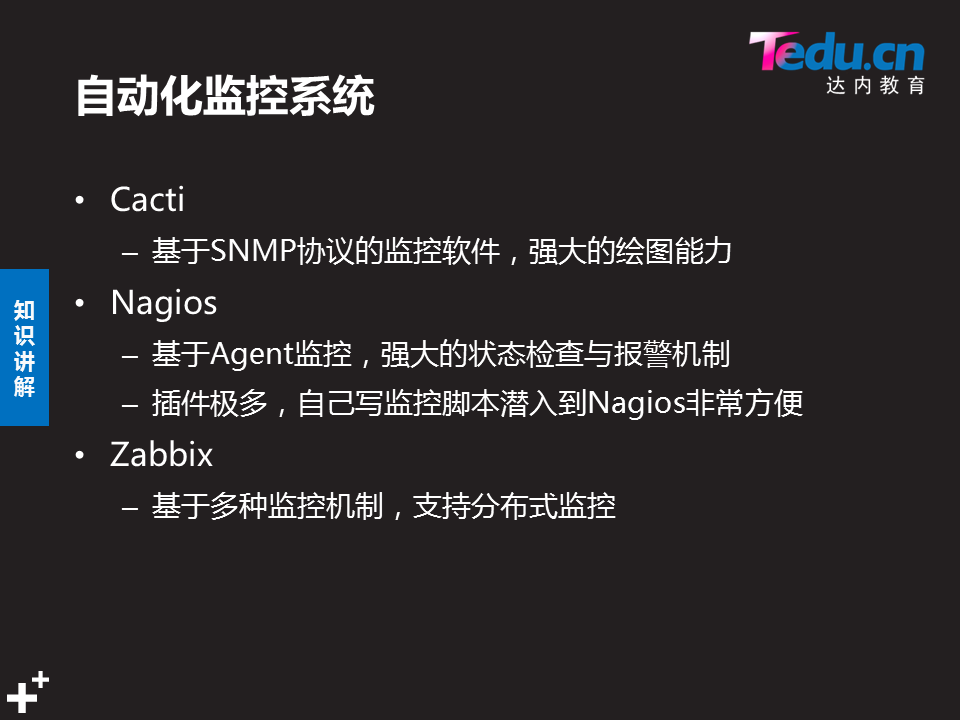 Tedu.cn
达内教育
自动化监控系统
• Cacti
– 基于SNMP协议的监控软件，强大的绘图能力
• Nagios
– 基于Agent监控，强大的状态检查与报警机制
– 插件极多，自己写监控脚本潜入到Nagios非常方便
• Zabbix
– 基于多种监控机制，支持分布式监控
知识讲解